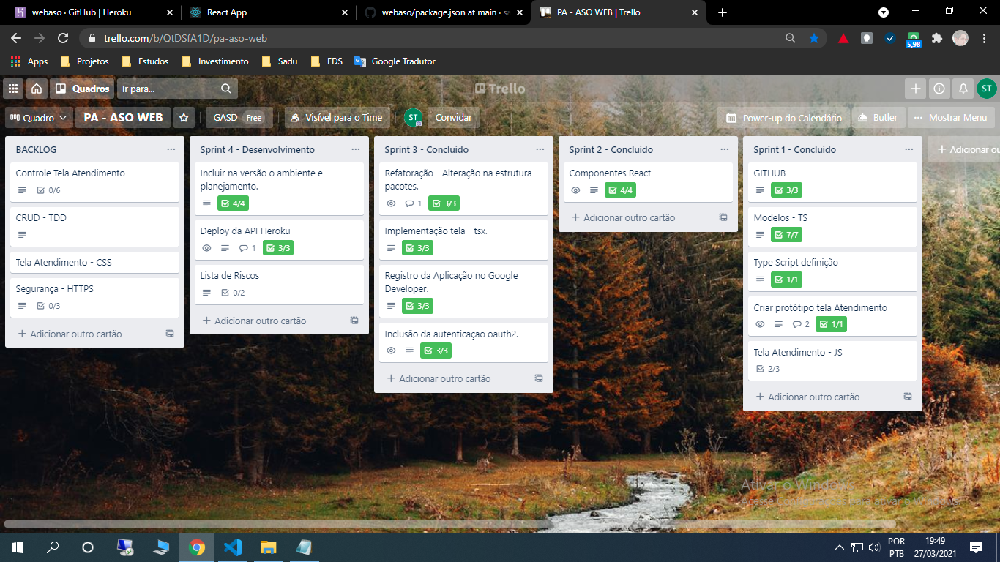 webaso · GitHub | Heroku
React App
webaso/package.json at main · sa
PA - ASO WEB | Trello
trello.com/b/QtDSfA1D/pa-aso-web
5,98
Apps
Projetos
Estudos
Investimento
Sadu
EDS
Google Tradutor
Quadros
Ir para...
Trello
ST
Quadro
PA - ASO WEB
GASD Free
Visível para o Time
ST
Convidar
Power-up do Calendário
Butler
Mostrar Menu
BACKLOG
Controle Tela Atendimento
0/6
CRUD - TDD
Tela Atendimento - CSS
Segurança - HTTPS
0/3
Adicionar outro cartão
Sprint 4 - Desenvolvimento
Incluir na versão o ambiente e
planejamento.
4/4
Deploy da API Heroku
1 3/3
Lista de Riscos
0/2
Adicionar outro cartão
Sprint 3 - Concluído
Refatoração - Alteração na estrutura
pacotes.
1 3/3
Implementação tela - tsx.
3/3
Registro da Aplicação no Google
Developer.
3/3
Inclusão da autenticaçao oauth2.
3/3
Adicionar outro cartão
Sprint 2 - Concluído
Componentes React
4/4
Adicionar outro cartão
Sprint 1 - Concluído
GITHUB
3/3
Modelos - TS
7/7
Type Script definição
1/1
Criar protótipo tela Atendimento
2 1/1
Tela Atendimento - JS
2/3
Adicionar outro cartão
Adicionar ou
Ativar o Windows
POR
PTB
19:49
27/03/2021